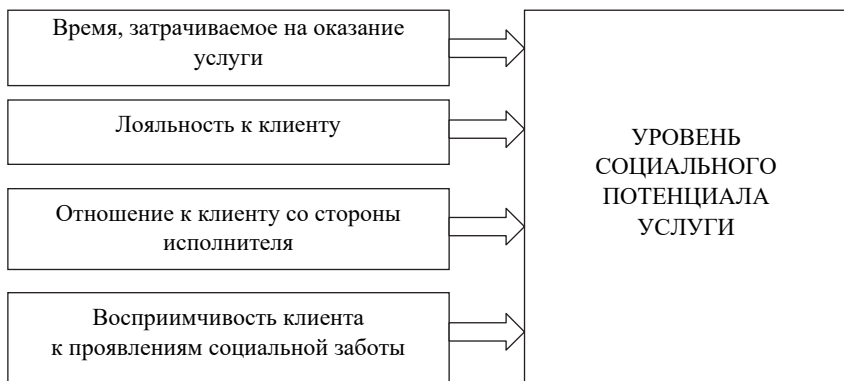 Время, затрачиваемое на оказание
услуги
Лояльность к клиенту
Отношение к клиенту со стороны
исполнителя
Восприимчивость клиента
к проявлениям социальной заботы
УРОВЕНЬ
СОЦИАЛЬНОГО
ПОТЕНЦИАЛА
УСЛУГИ